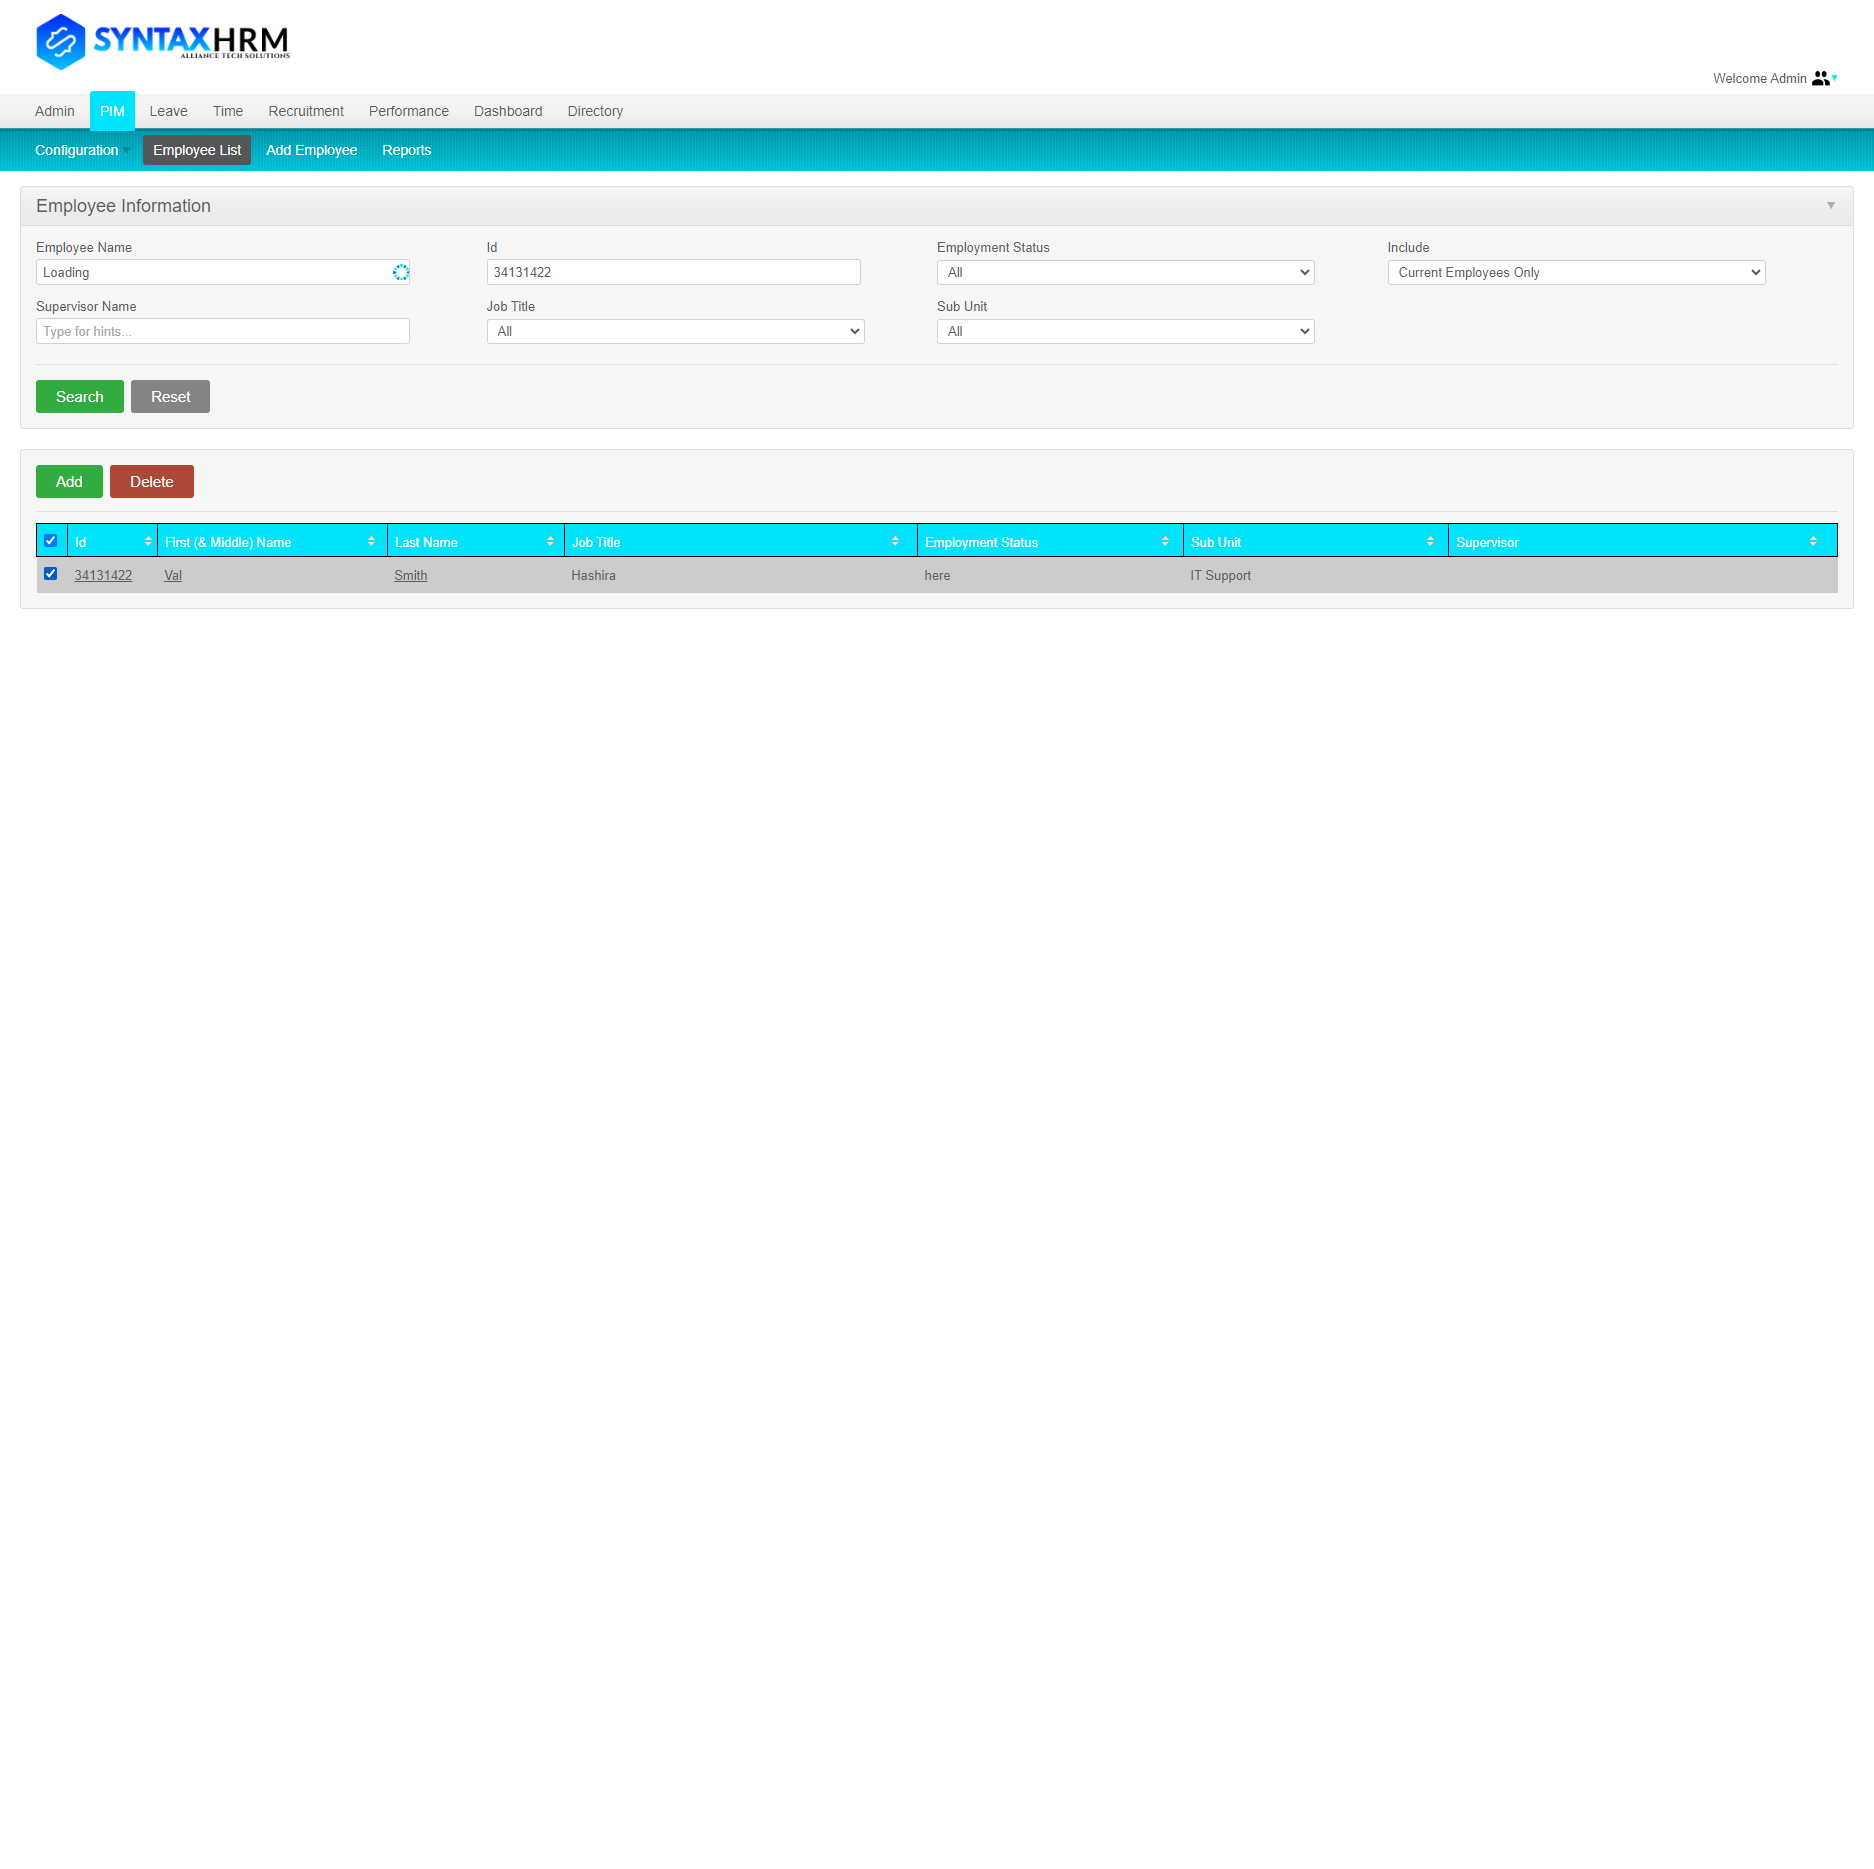 SYNTAXHRM
ALLIANCE TECH SOLUTIONS
Welcome Admin
Admin PIM Leave Time Recruitment Performance Dashboard Directory
Configuration Employee List Add Employee Reports
Employee Information
Employee Name Id Employment Status Include
Loading 34131422 All Current Employees Only
Supervisor Name Job Title Sub Unit
Type for hints... All All
Search Reset
Add Delete
Id First (& Middle) Name Last Name Job Title Employment Status Sub Unit Supervisor
34131422 Val Smith Hashira here IT Support